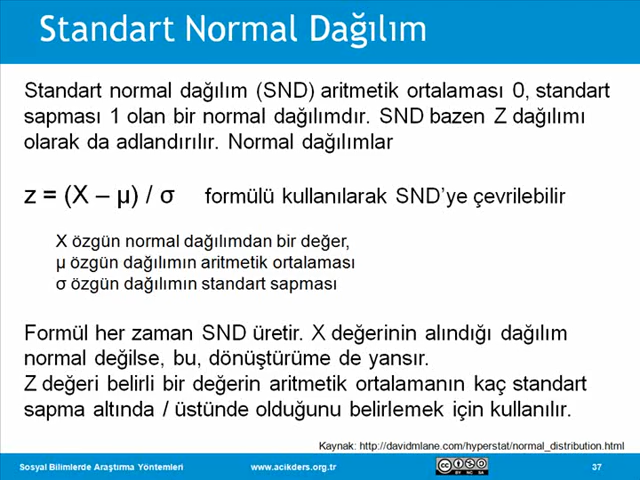 Standart Normal Dağılım
Standart normal dağılım (SND) aritmetik ortalaması 0, standart
sapması 1 olan bir normal dağılımdır. SND bazen Z dağılımı
olarak da adlandırılır. Normal dağılımlar
z = (X – μ) / σ formülü kullanılarak SND'ye çevrilebilir
X özgün normal dağılımdan bir değer,
μ özgün dağılımın aritmetik ortalaması
σ özgün dağılımın standart sapması
Formül her zaman SND üretir. X değerinin alındığı dağılım
normal değilse, bu, dönüştürüme de yansır.
Z değeri belirli bir değerin aritmetik ortalamanın kaç standart
sapma altında / üstünde olduğunu belirlemek için kullanılır.
Kaynak: http://davidmlane.com/hyperstat/normal_distribution.html
Sosyal Bilimlerde Araştırma Yöntemleri www.acikders.org.tr cc BY NC SA 37